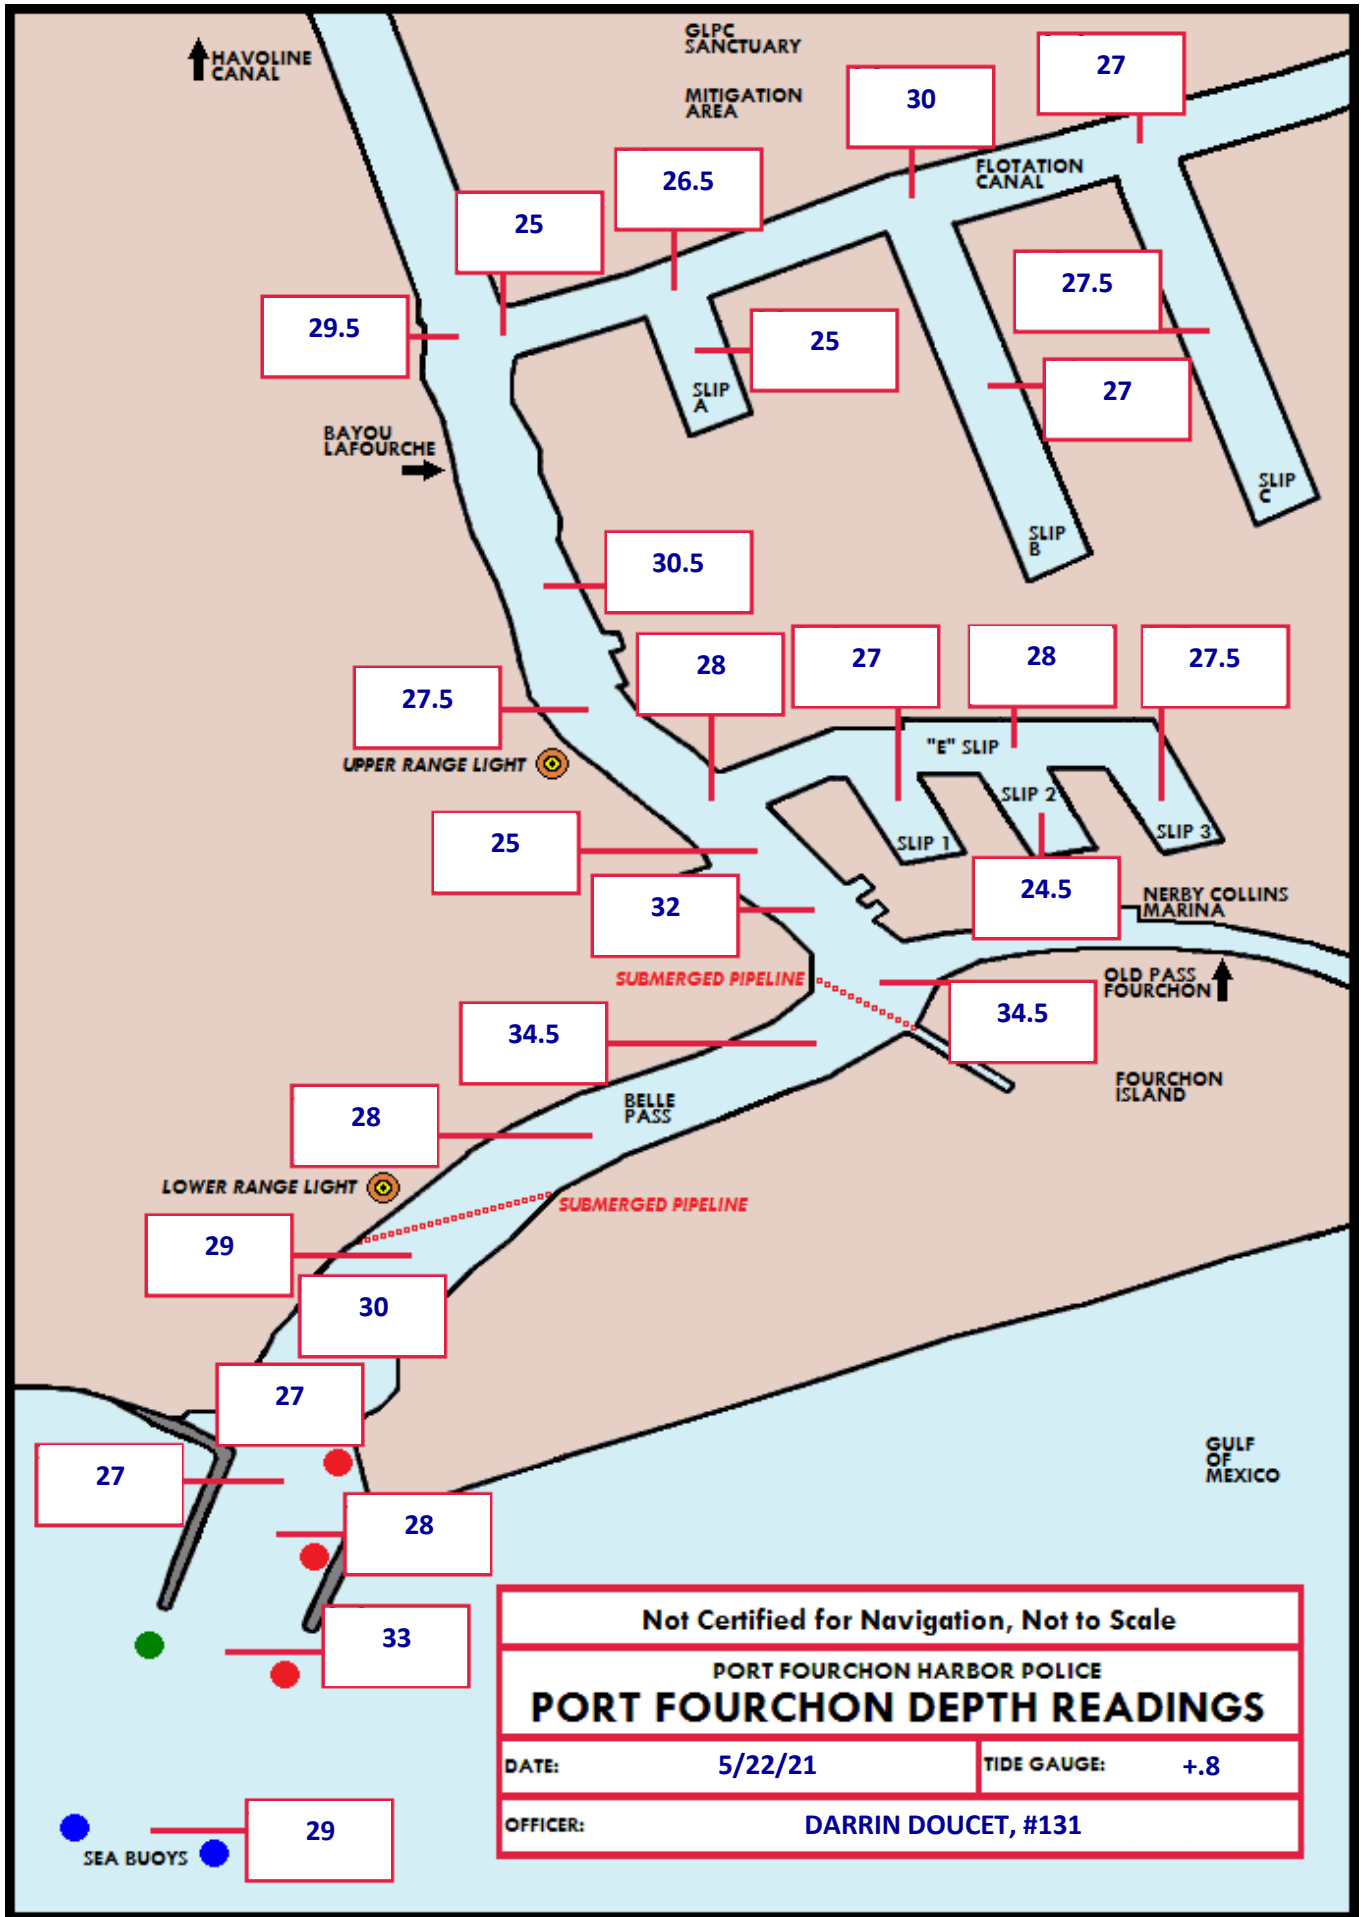 HAVOLINE
CANAL
GLPC
SANCTUARY
MITIGATION
AREA
27
30
FLOTATION
CANAL
26.5
25
29.5
25
SLIP
A
27.5
27
SLIP
C
SLIP
B
BAYOU
LAFOURCHE
30.5
28
27
28
27.5
27.5
UPPER RANGE LIGHT
"E" SLIP
SLIP 2
SLIP 1
SLIP 3
25
32
24.5
NERBY COLLINS
MARINA
SUBMERGED PIPELINE
OLD PASS
FOURCHON
34.5
34.5
FOURCHON
ISLAND
BELLE
PASS
28
LOWER RANGE LIGHT
SUBMERGED PIPELINE
29
30
27
27
GULF
OF
MEXICO
28
33
Not Certified for Navigation, Not to Scale
PORT FOURCHON HARBOR POLICE
PORT FOURCHON DEPTH READINGS
DATE: 5/22/21 TIDE GAUGE: +.8
OFFICER: DARRIN DOUCET, #131
29
SEA BUOYS